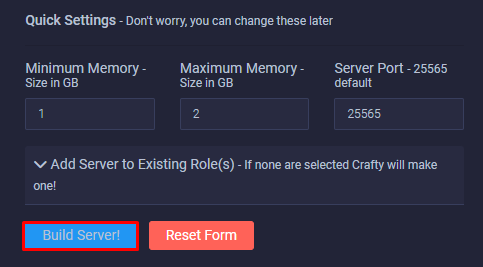 Quick Settings - Don't worry, you can change these later
Minimum Memory -
Size in GB
Maximum Memory -
Size in GB
Server Port - 25565
default
1
2
25565
Add Server to Existing Role(s) - If none are selected Crafty will make
one!
Build Server!
Reset Form